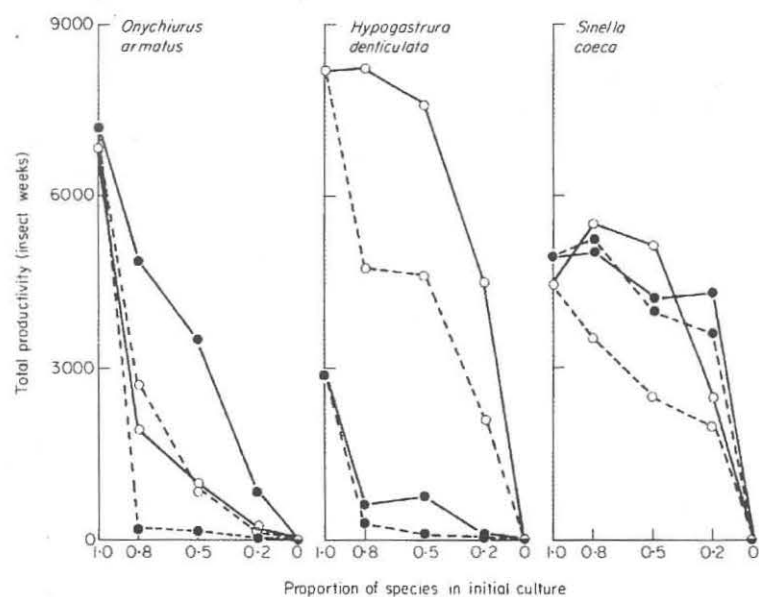 9000
6000
3000
0
Total productivity (insect weeks)
Onychiurus
armatus
Hypogastrura
denticulata
Sinella
coeca
1·0 0·8 0·5 0·2 0
1·0 0·8 0·5 0·2 0
1·0 0·8 0·5 0·2 0
Proportion of species in initial culture